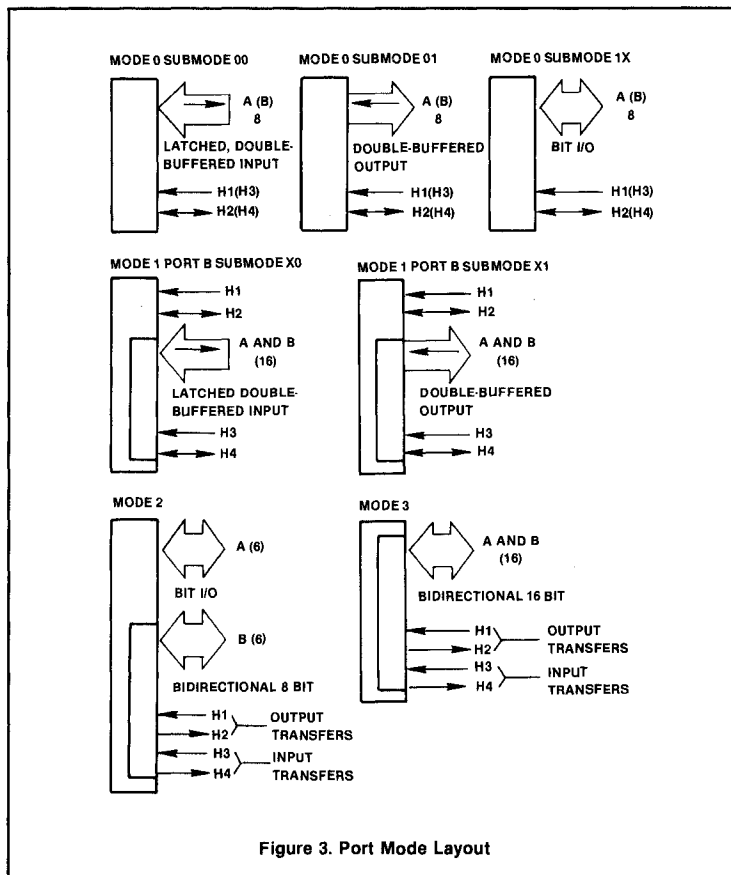 MODE 0 SUBMODE 00
A (B)
8
LATCHED, DOUBLE-
BUFFERED INPUT
H1(H3)
H2(H4)
MODE 0 SUBMODE 01
A (B)
8
DOUBLE-BUFFERED
OUTPUT
H1(H3)
H2(H4)
MODE 0 SUBMODE 1X
A (B)
8
BIT I/O
H1(H3)
H2(H4)
MODE 1 PORT B SUBMODE X0
H1
H2
A AND B
(16)
LATCHED DOUBLE-
BUFFERED INPUT
H3
H4
MODE 1 PORT B SUBMODE X1
H1
H2
A AND B
(16)
DOUBLE-BUFFERED
OUTPUT
H3
H4
MODE 2
A (6)
BIT I/O
B (6)
BIDIRECTIONAL 8 BIT
H1
H2
OUTPUT
TRANSFERS
H3
H4
INPUT
TRANSFERS
MODE 3
A AND B
(16)
BIDIRECTIONAL 16 BIT
H1
H2
OUTPUT
TRANSFERS
H3
H4
INPUT
TRANSFERS
Figure 3. Port Mode Layout